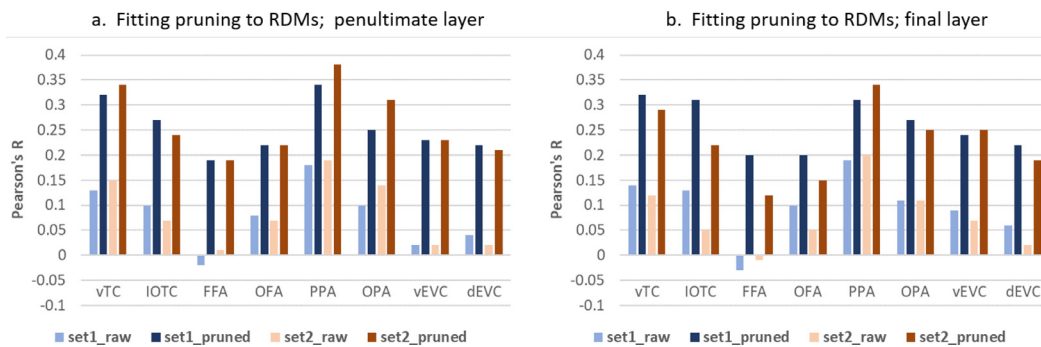 a. Fitting pruning to RDMs; penultimate layer
Pearson's R
0.4
0.35
0.3
0.25
0.2
0.15
0.1
0.05
0
-0.05
-0.1
vTC IOTC FFA OFA PPA OPA vEVC dEVC
set1_raw set1_pruned set2_raw set2_pruned
b. Fitting pruning to RDMs; final layer
Pearson's R
0.4
0.35
0.3
0.25
0.2
0.15
0.1
0.05
0
-0.05
-0.1
vTC IOTC FFA OFA PPA OPA vEVC dEVC
set1_raw set1_pruned set2_raw set2_pruned